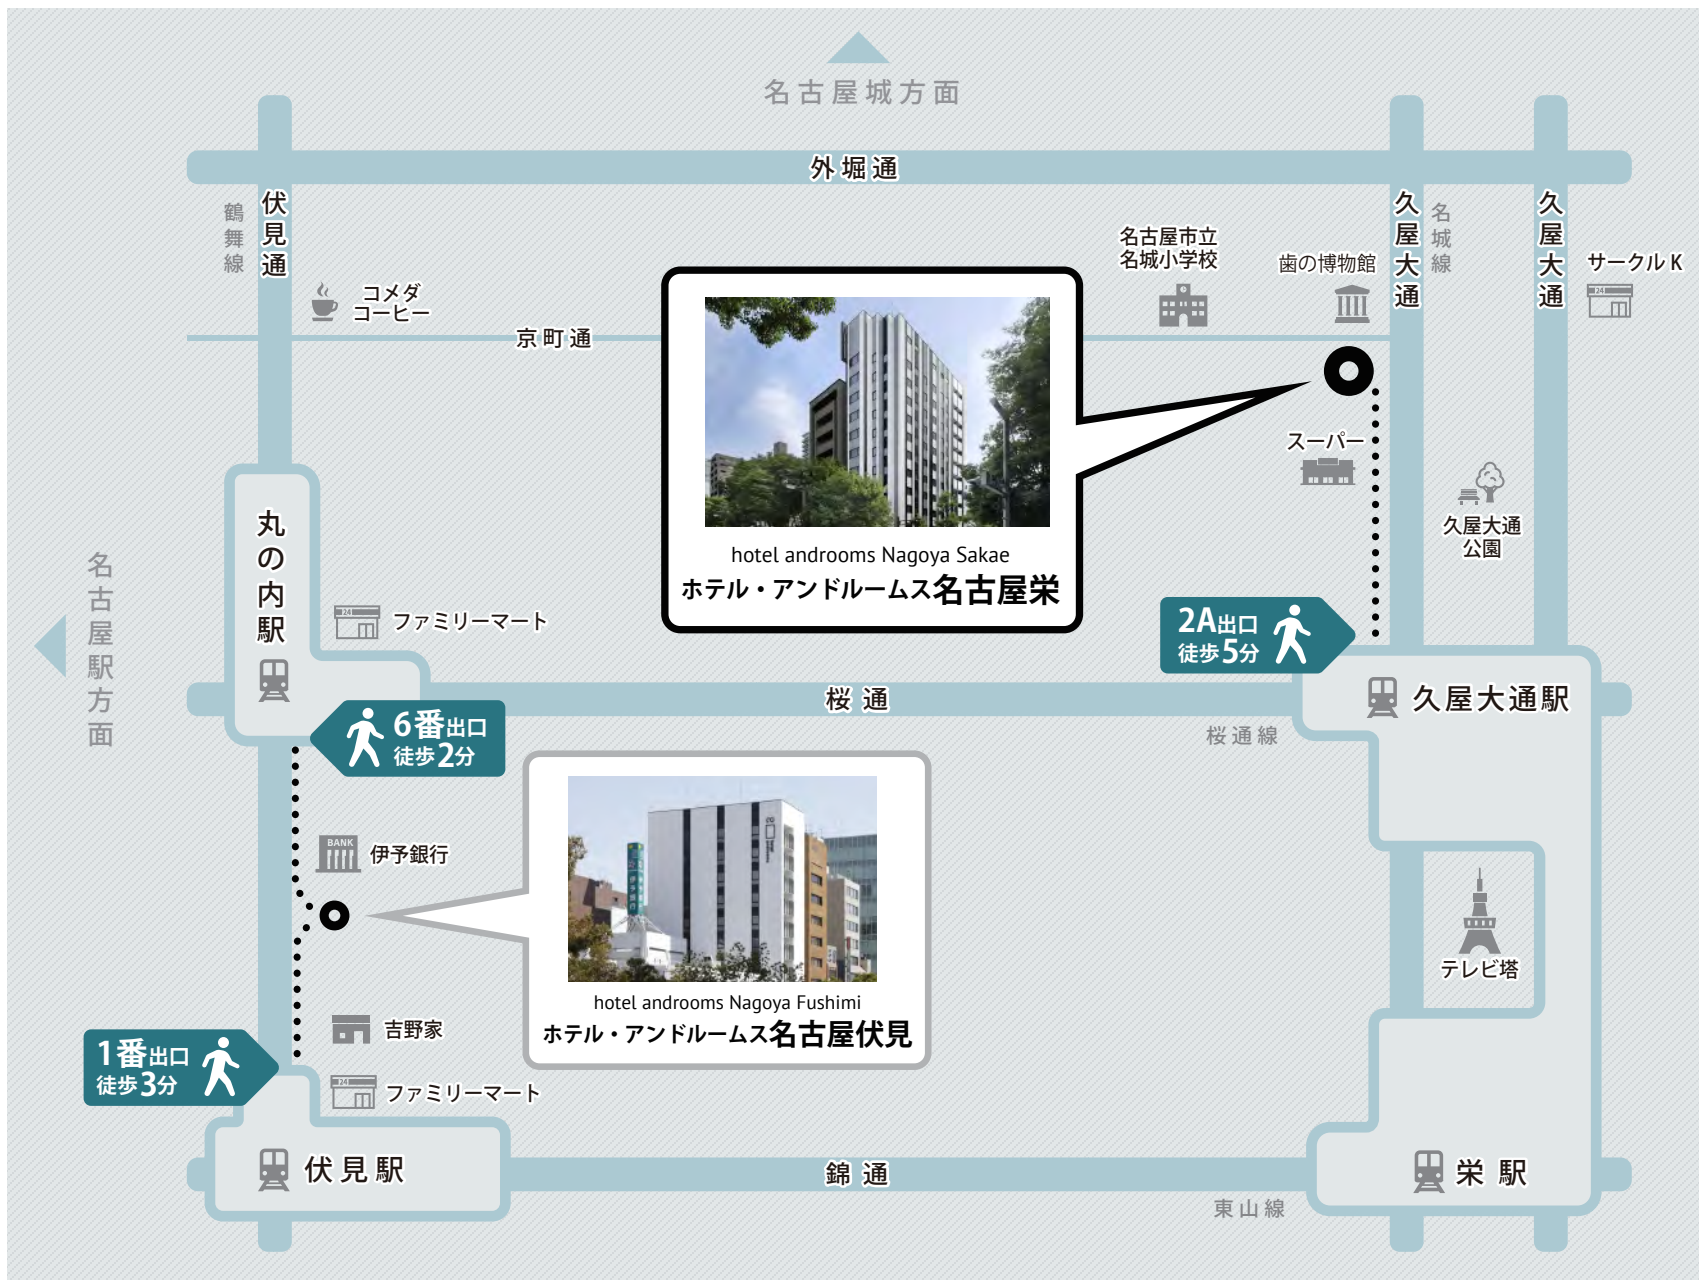 名古屋城方面
外堀通
伏見通
鶴舞線
久屋大通
名城線
久屋大通
名古屋市立
名城小学校
歯の博物館
サークルK
24
コメダ
コーヒー
京町通
hotel androoms Nagoya Sakae
ホテル・アンドルームス名古屋栄
スーパー
久屋大通
公園
丸の内駅
名古屋駅方面
24
ファミリーマート
2A出口
徒歩5分
桜通
久屋大通駅
桜通線
6番出口
徒歩2分
BANK
伊予銀行
hotel androoms Nagoya Fushimi
ホテル・アンドルームス名古屋伏見
テレビ塔
吉野家
1番出口
徒歩3分
24
ファミリーマート
伏見駅
錦通
栄駅
東山線